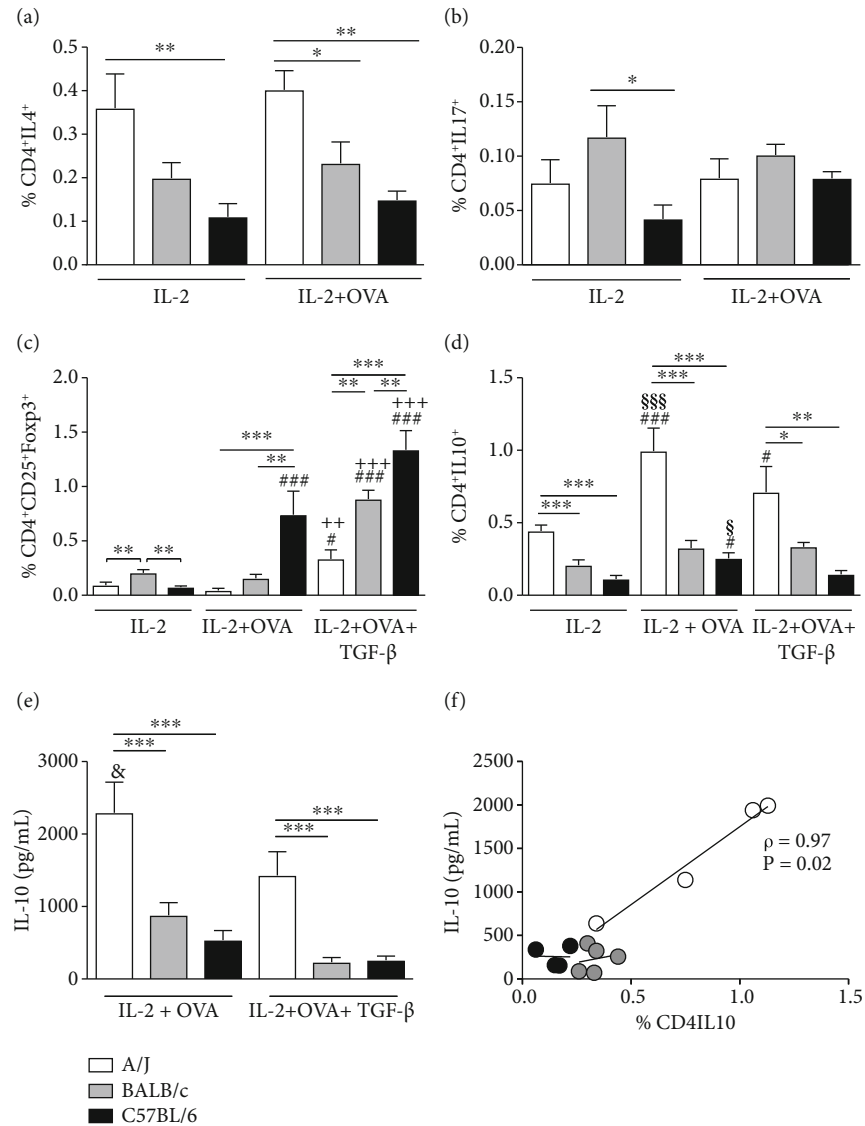 (a)
**
**
*
0.5
0.4
0.3
0.2
0.1
0.0
% CD4+IL4+
IL-2
IL-2+OVA
(b)
*
0.20
0.15
0.10
0.05
0.00
% CD4+IL17+
IL-2
IL-2+OVA
(c)
***
** **
***
**
** **
###
++
#
+++
###
+++
###
2.0
1.5
1.0
0.5
0.0
% CD4+CD25+Foxp3+
IL-2
IL-2+OVA
IL-2+OVA+
TGF-β
(d)
***
***
§§§
###
***
***
§
#
**
*
#
1.5
1.0
0.5
0.0
% CD4+IL10+
IL-2
IL-2 + OVA
IL-2+OVA+
TGF-β
(e)
***
***
&
***
***
3000
2000
1000
0
IL-10 (pg/mL)
IL-2 + OVA
IL-2+OVA+ TGF-β
(f)
2500
2000
1500
1000
500
0
IL-10 (pg/mL)
ρ = 0.97
P = 0.02
0.0 0.5 1.0 1.5
% CD4IL10
A/J
BALB/c
C57BL/6